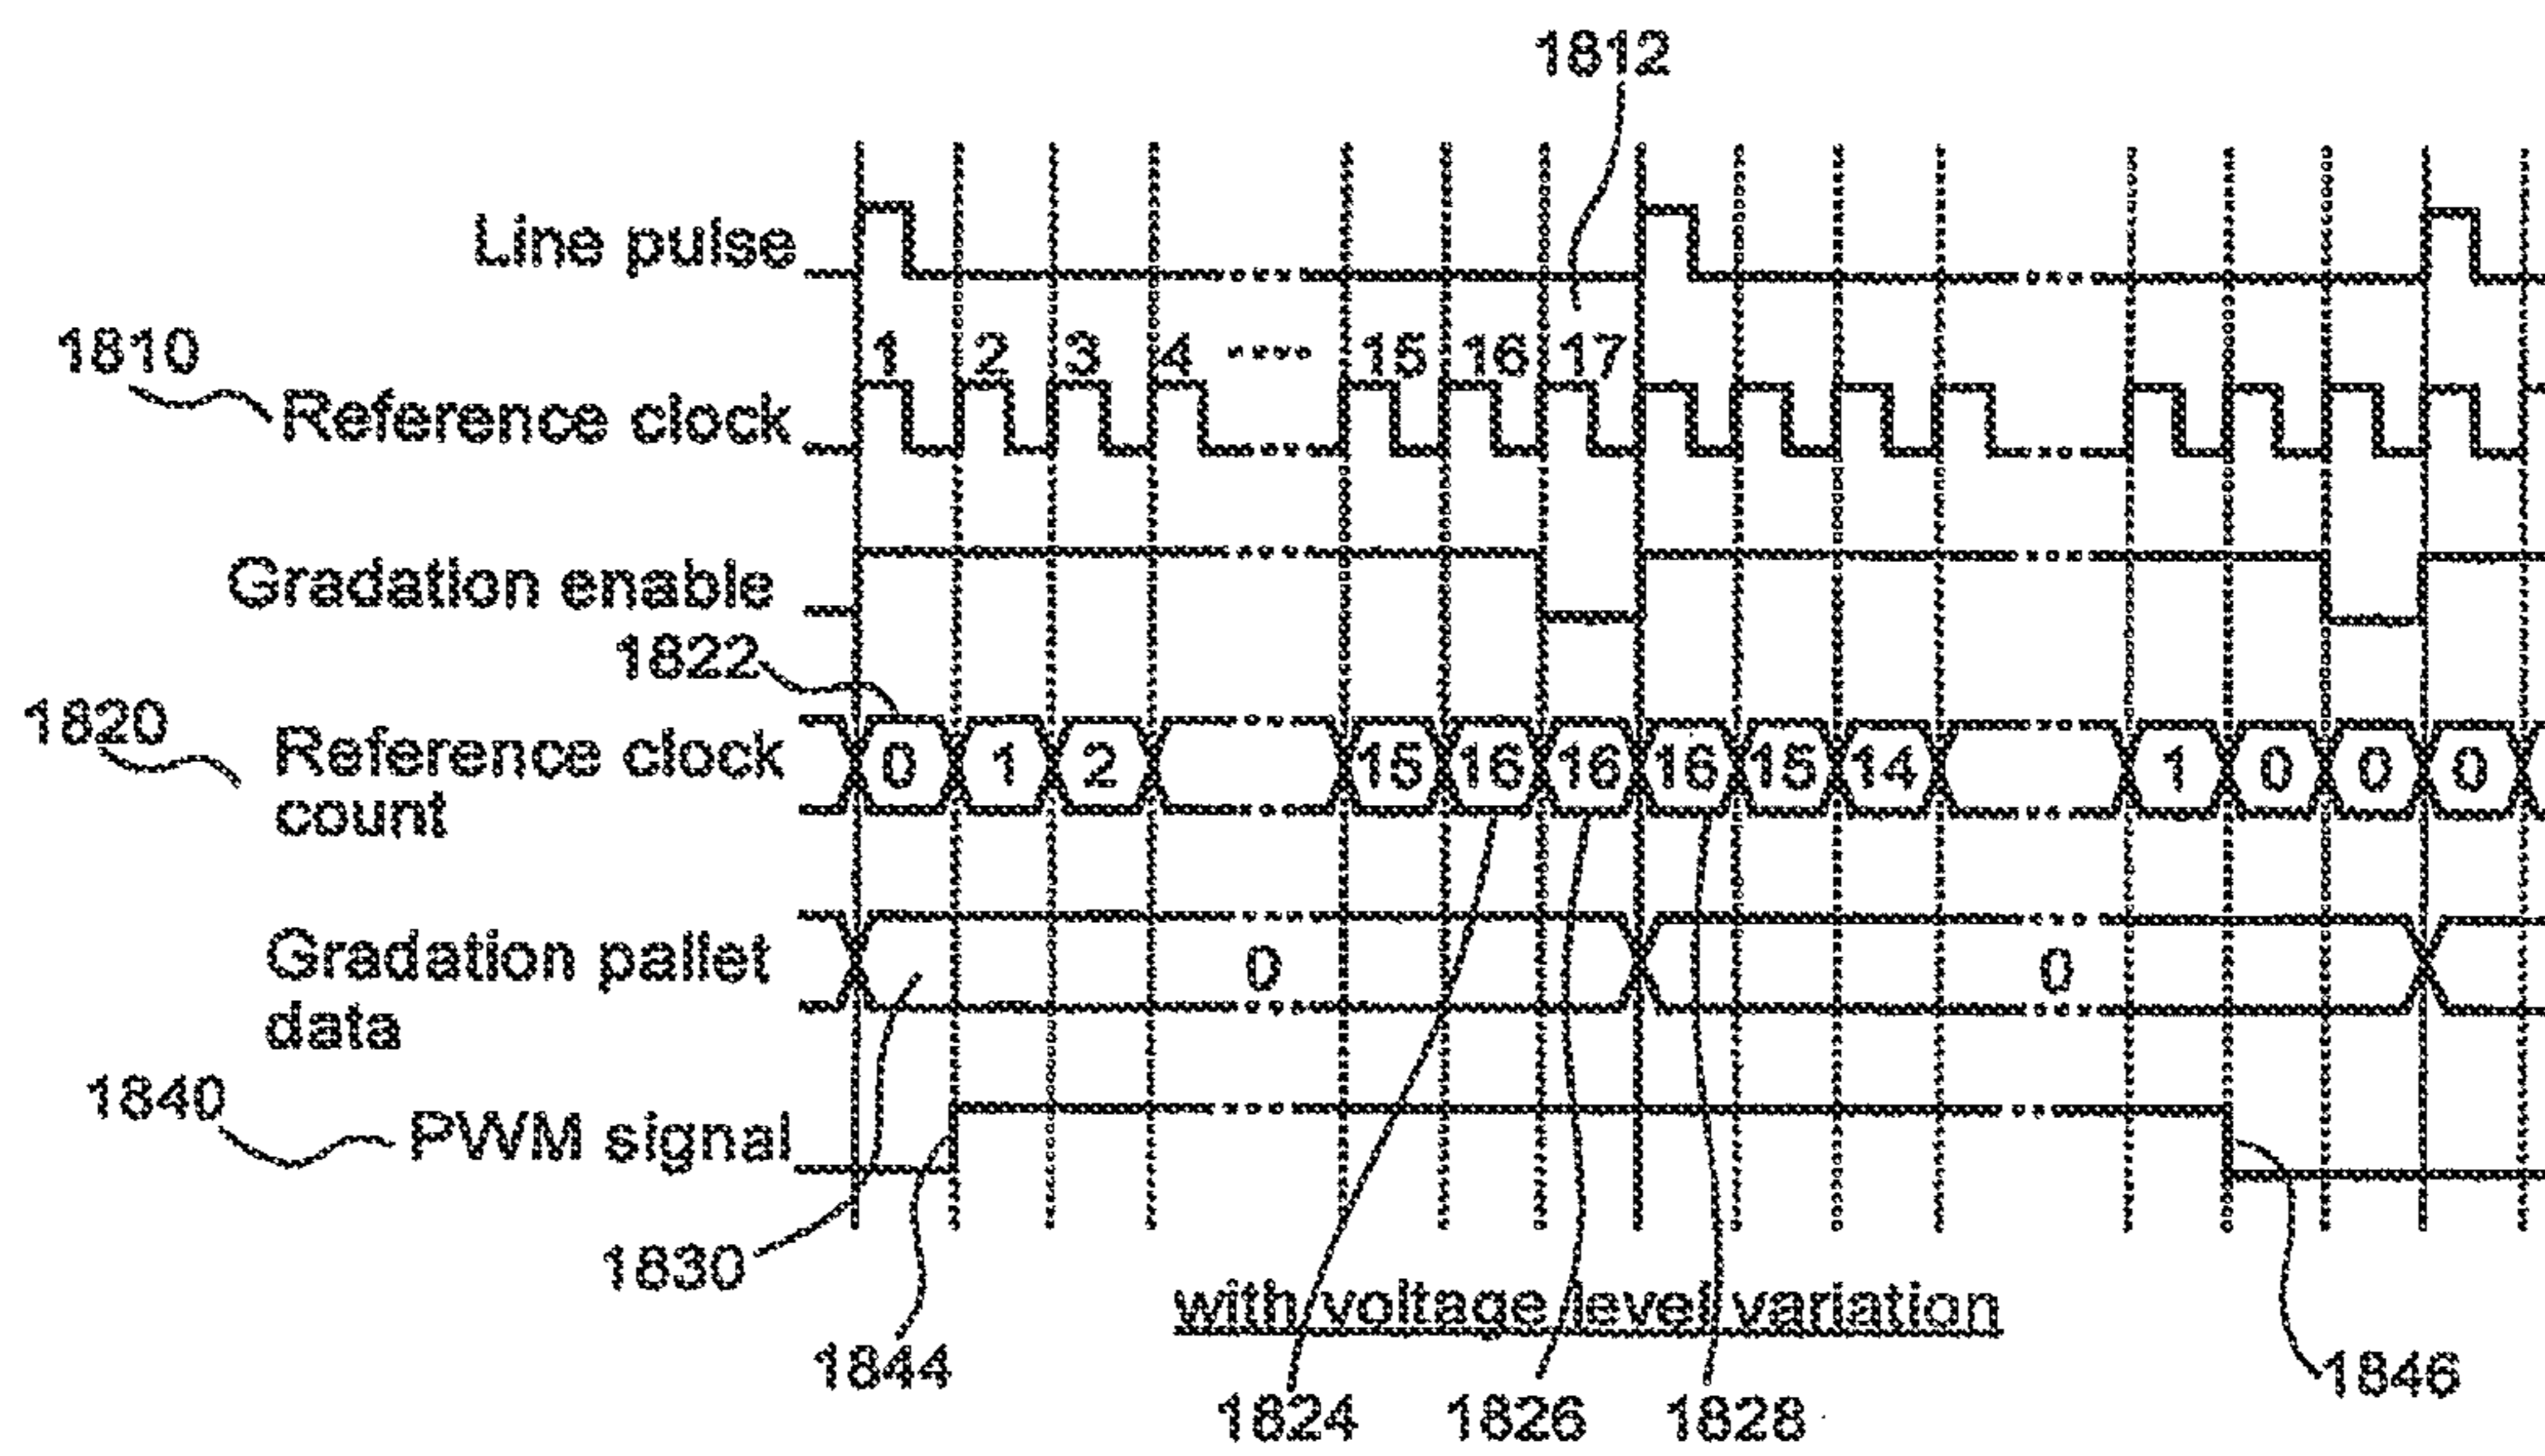 1812
Line pulse
1 2 3 4 15 16 17
1810
Reference clock
Gradation enable
1822
1820
Reference clock
count
0 1 2 15 16 16 16 15 14 1 0 0 0
Gradation pallet
data
0 0
1840
PWM signal
1830
with voltage level variation
1844
1846
1824 1826 1828